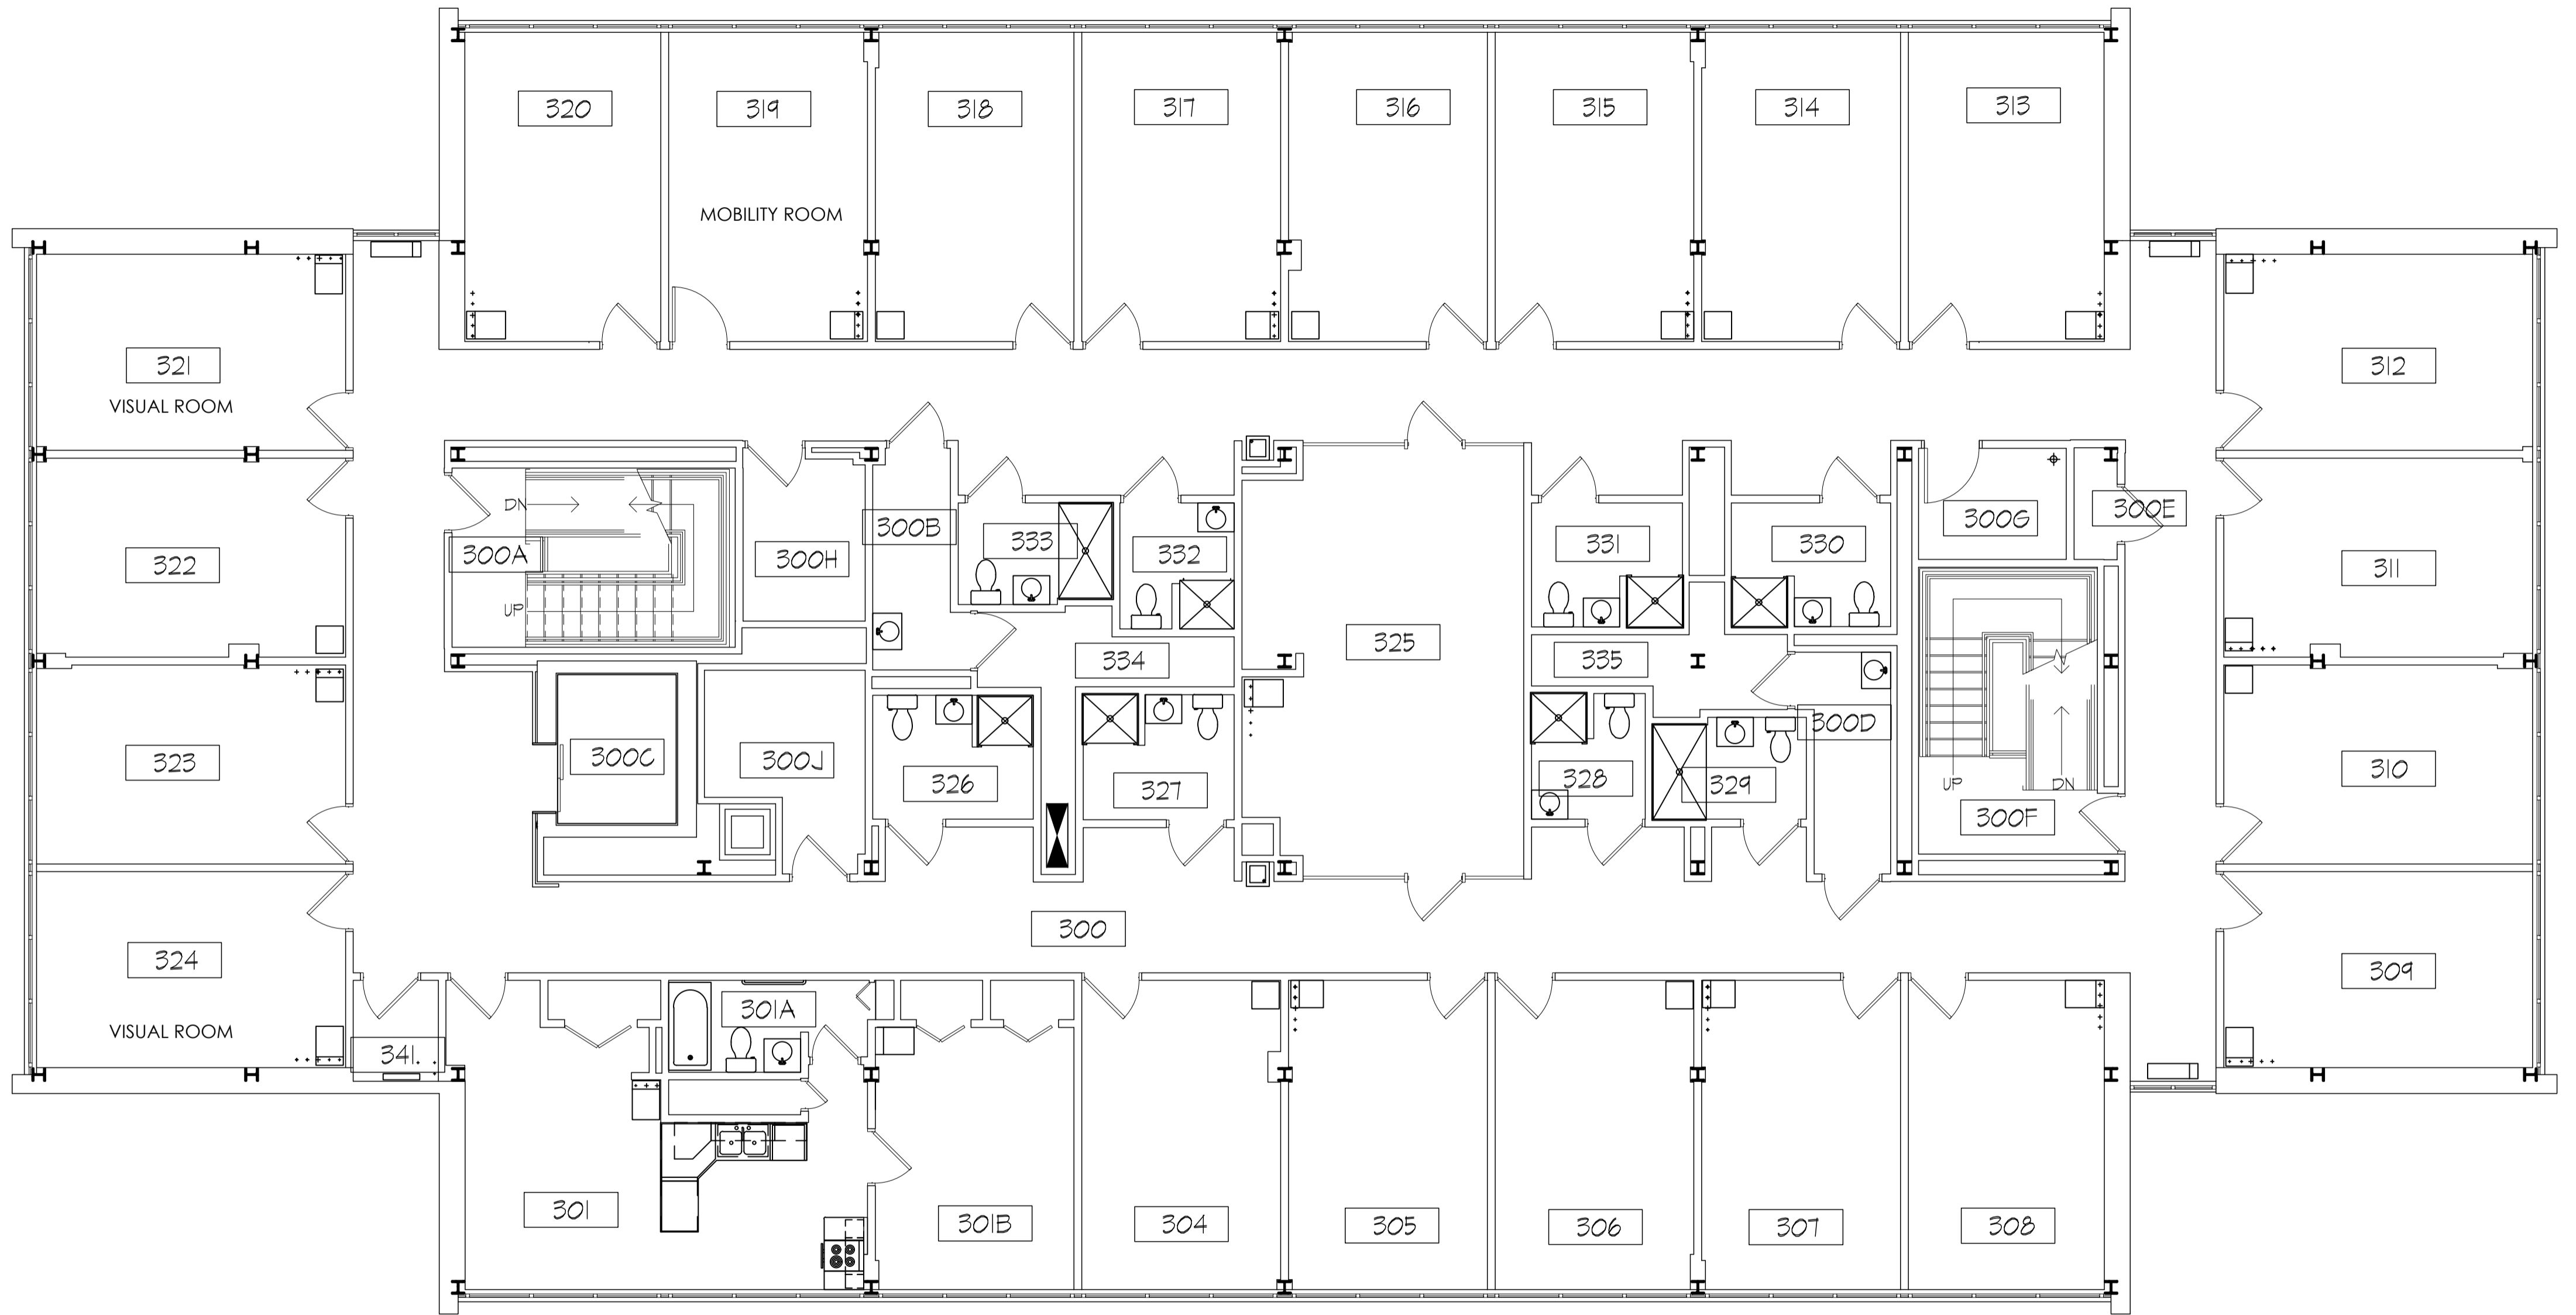 320
319
318
317
316
315
314
313
MOBILITY ROOM
321
VISUAL ROOM
312
DN
300A
UP
300H
300B
333
332
331
330
300G
300E
322
311
334
325
335
323
300C
300J
326
327
328
329
300D
UP
DN
300F
310
324
VISUAL ROOM
300
309
341
301A
301
301B
304
305
306
307
308